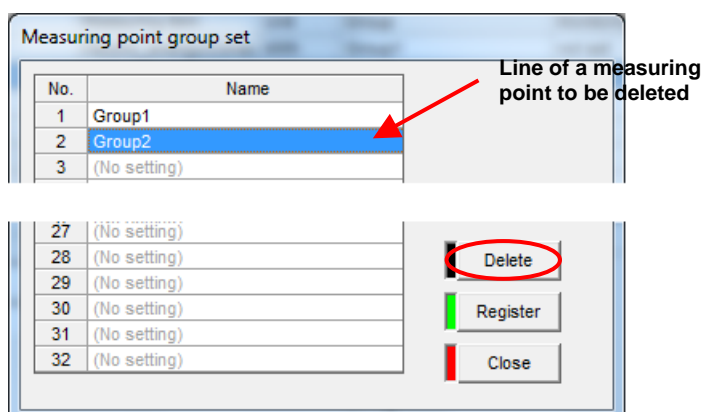 Measuring point group set
Line of a measuring
point to be deleted
No. Name
1 Group1
2 Group2
3 (No setting)
27 (No setting)
28 (No setting)
29 (No setting)
30 (No setting)
31 (No setting)
32 (No setting)
Delete
Register
Close